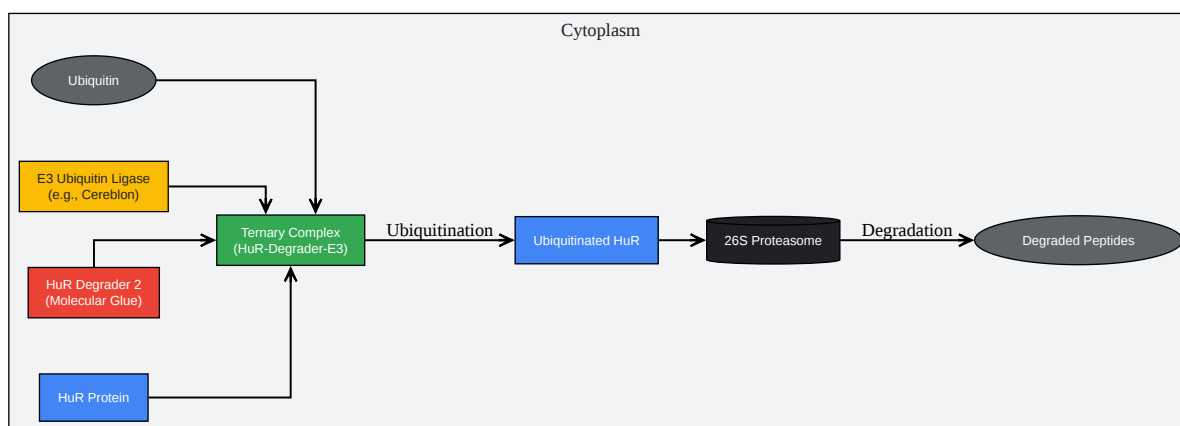 Cytoplasm
Ubiquitin
E3 Ubiquitin Ligase
(e.g., Cereblon)
Ternary Complex
(HuR-Degrader-E3)
Ubiquitination
Ubiquitinated HuR
26S Proteasome
Degradation
Degraded Peptides
HuR Degrader 2
(Molecular Glue)
HuR Protein